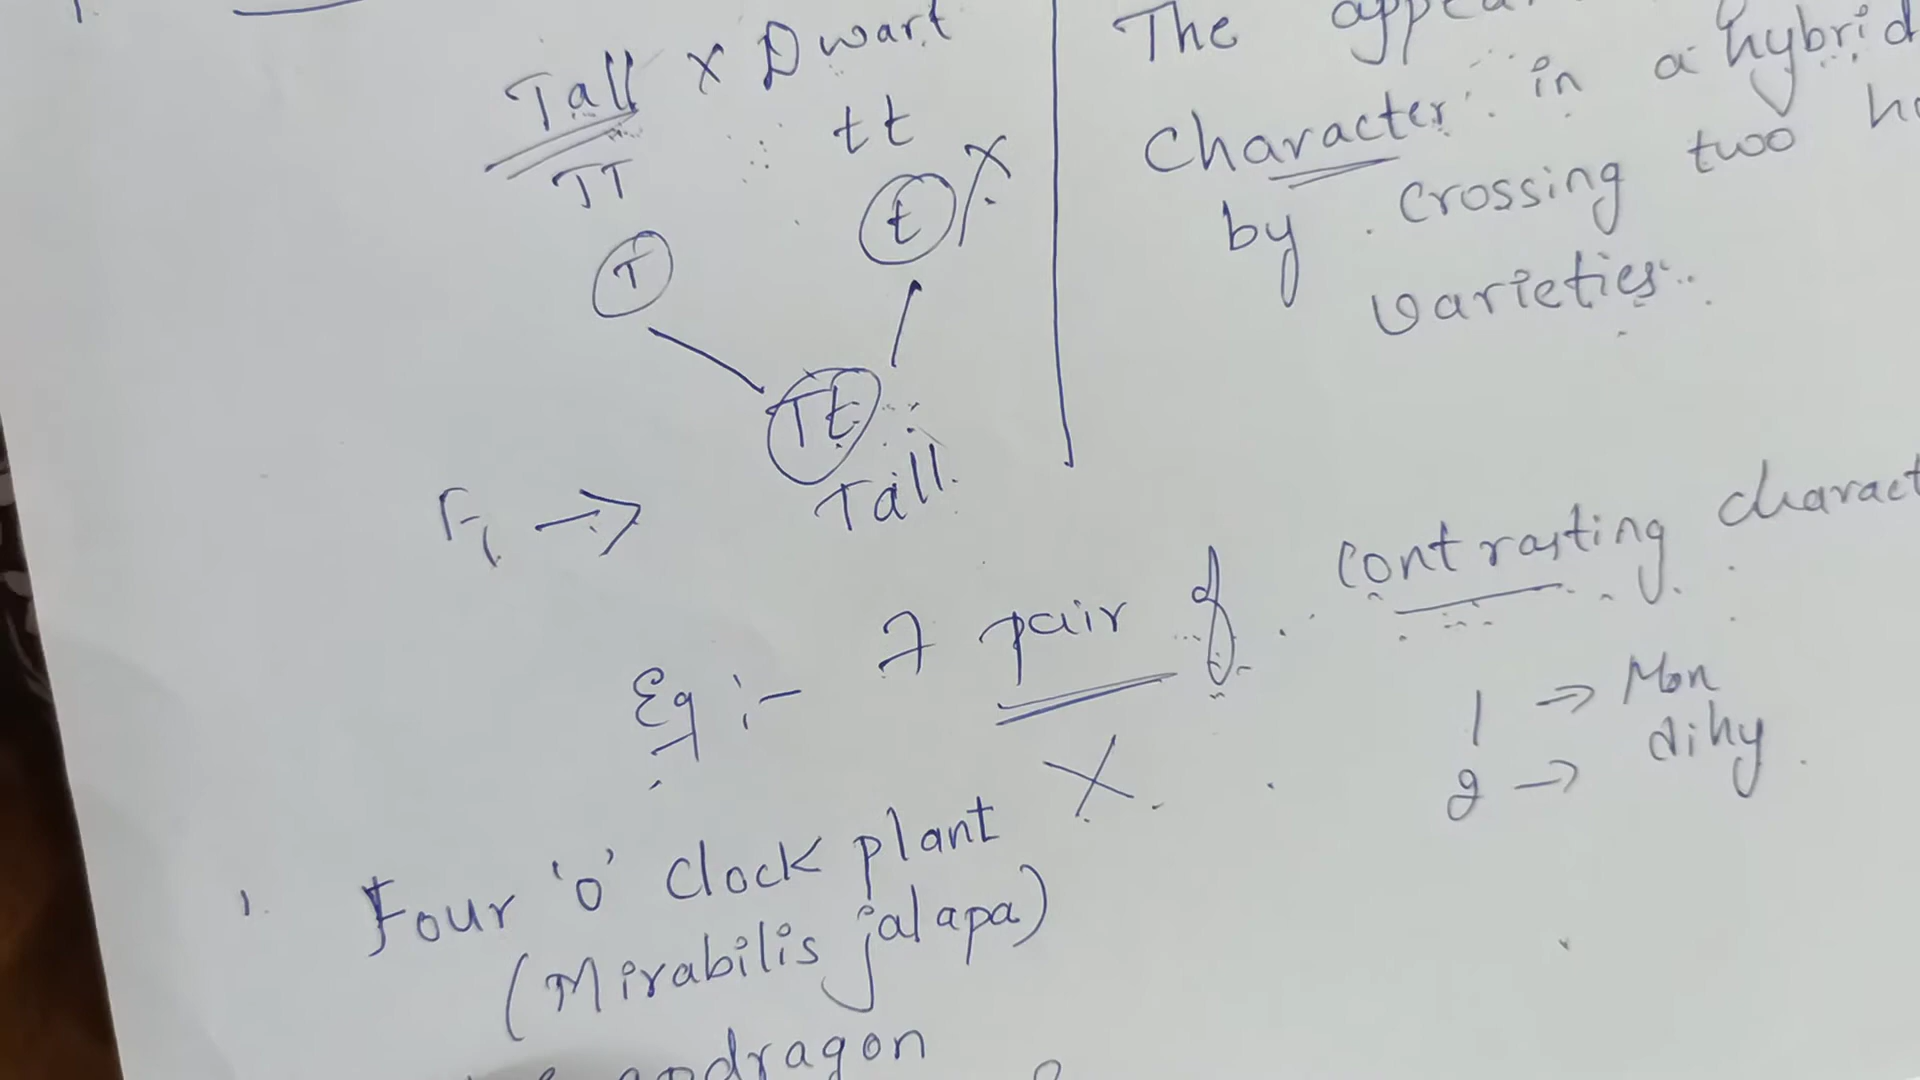 Tall x Dwarf
TT tt
T t x
Tt
F1 → Tall.
The
character in a hybrid
by crossing two
varieties.
Eg :- 7 pair of contrasting
X
1 → Mon
2 → dihy
1. Four 'o' clock plant
(Mirabilis jalapa)